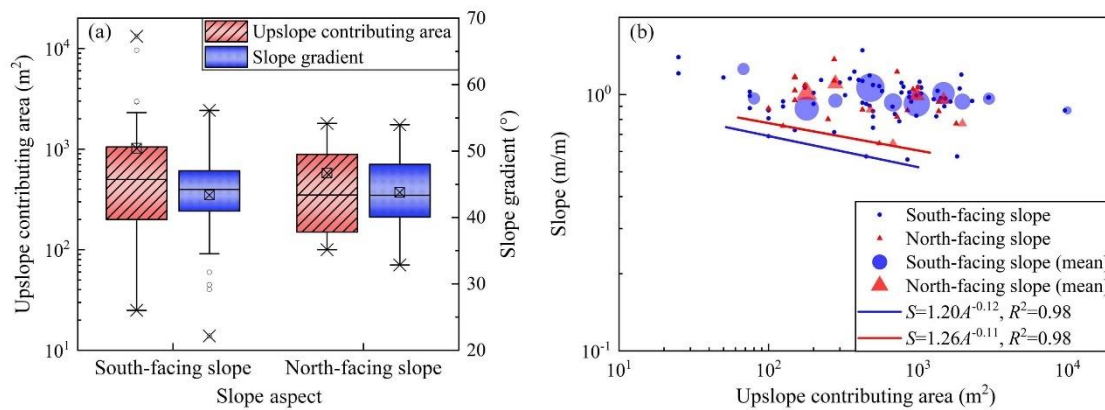 (a)
Upslope contributing area
Slope gradient
Upslope contributing area (m²)
10⁴
10³
10²
10¹
70
60
50
40
30
20
Slope gradient (°)
South-facing slope
North-facing slope
Slope aspect
(b)
Slope (m/m)
10⁰
10⁻¹
South-facing slope
North-facing slope
South-facing slope (mean)
North-facing slope (mean)
S=1.20A⁻⁰·¹², R²=0.98
S=1.26A⁻⁰·¹¹, R²=0.98
10¹
10²
10³
10⁴
Upslope contributing area (m²)